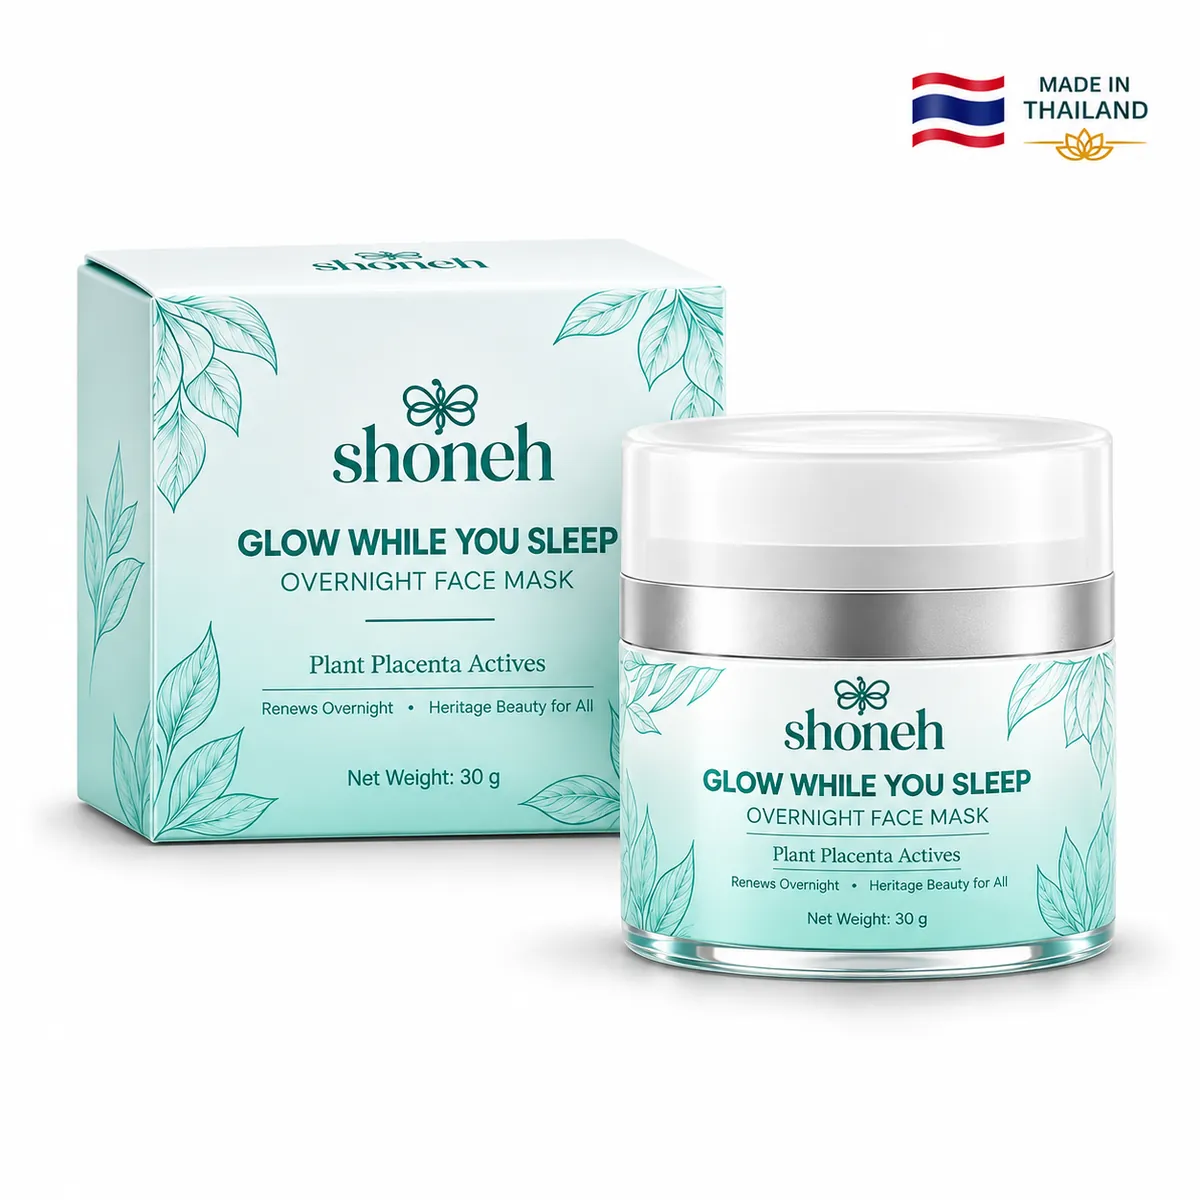 MADE IN
THAILAND
shoneh
shoneh
GLOW WHILE YOU SLEEP
OVERNIGHT FACE MASK
Plant Placenta Actives
Renews Overnight • Heritage Beauty for All
Net Weight: 30 g
shoneh
GLOW WHILE YOU SLEEP
OVERNIGHT FACE MASK
Plant Placenta Actives
Renews Overnight • Heritage Beauty for All
Net Weight: 30 g